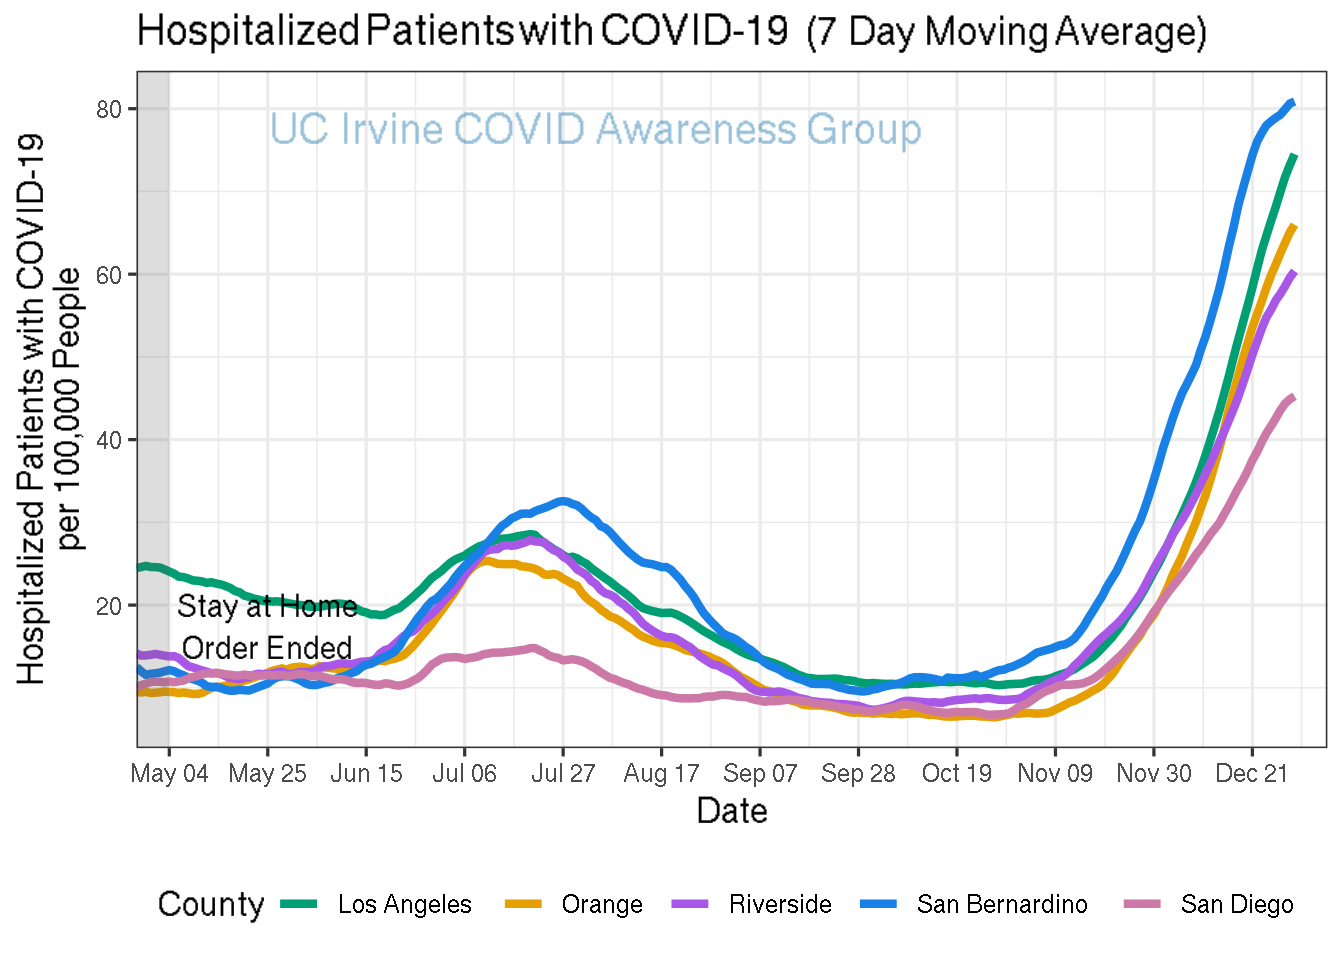 Hospitalized Patients with COVID-19 (7 Day Moving Average)
Hospitalized Patients with COVID-19
per 100,000 People
80
60
40
20
UC Irvine COVID Awareness Group
Stay at Home
Order Ended
May 04 May 25 Jun 15 Jul 06 Jul 27 Aug 17 Sep 07 Sep 28 Oct 19 Nov 09 Nov 30 Dec 21
Date
County Los Angeles Orange Riverside San Bernardino San Diego